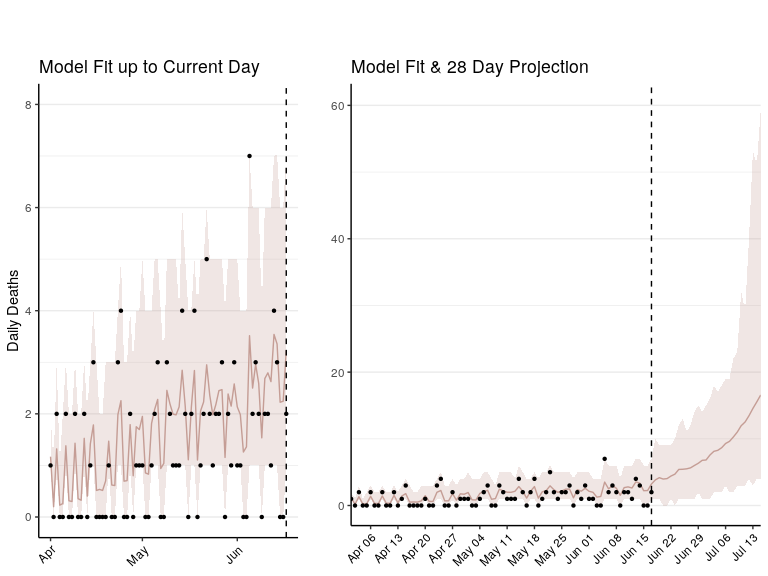 Model Fit up to Current Day
Daily Deaths
8
6
4
2
0
Apr
May
Jun
Model Fit & 28 Day Projection
60
40
20
0
Apr 06
Apr 13
Apr 20
Apr 27
May 04
May 11
May 18
May 25
Jun 01
Jun 08
Jun 15
Jun 22
Jun 29
Jul 06
Jul 13